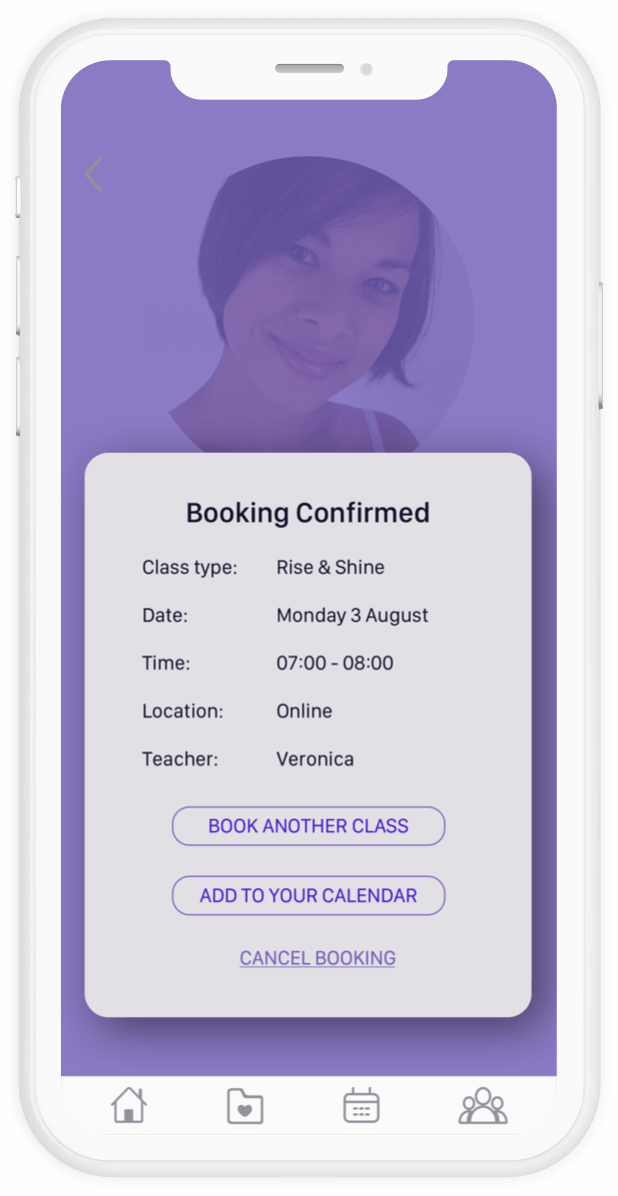 Booking Confirmed
Class type: Rise & Shine
Date: Monday 3 August
Time: 07:00 - 08:00
Location: Online
Teacher: Veronica
BOOK ANOTHER CLASS
ADD TO YOUR CALENDAR
CANCEL BOOKING